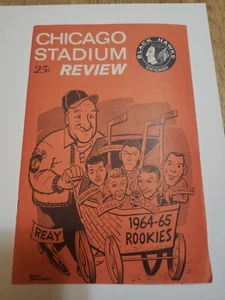 CHICAGO
STADIUM
25¢ REVIEW
BLACK HAWKS
CHICAGO
REAY
1964-65
ROOKIES